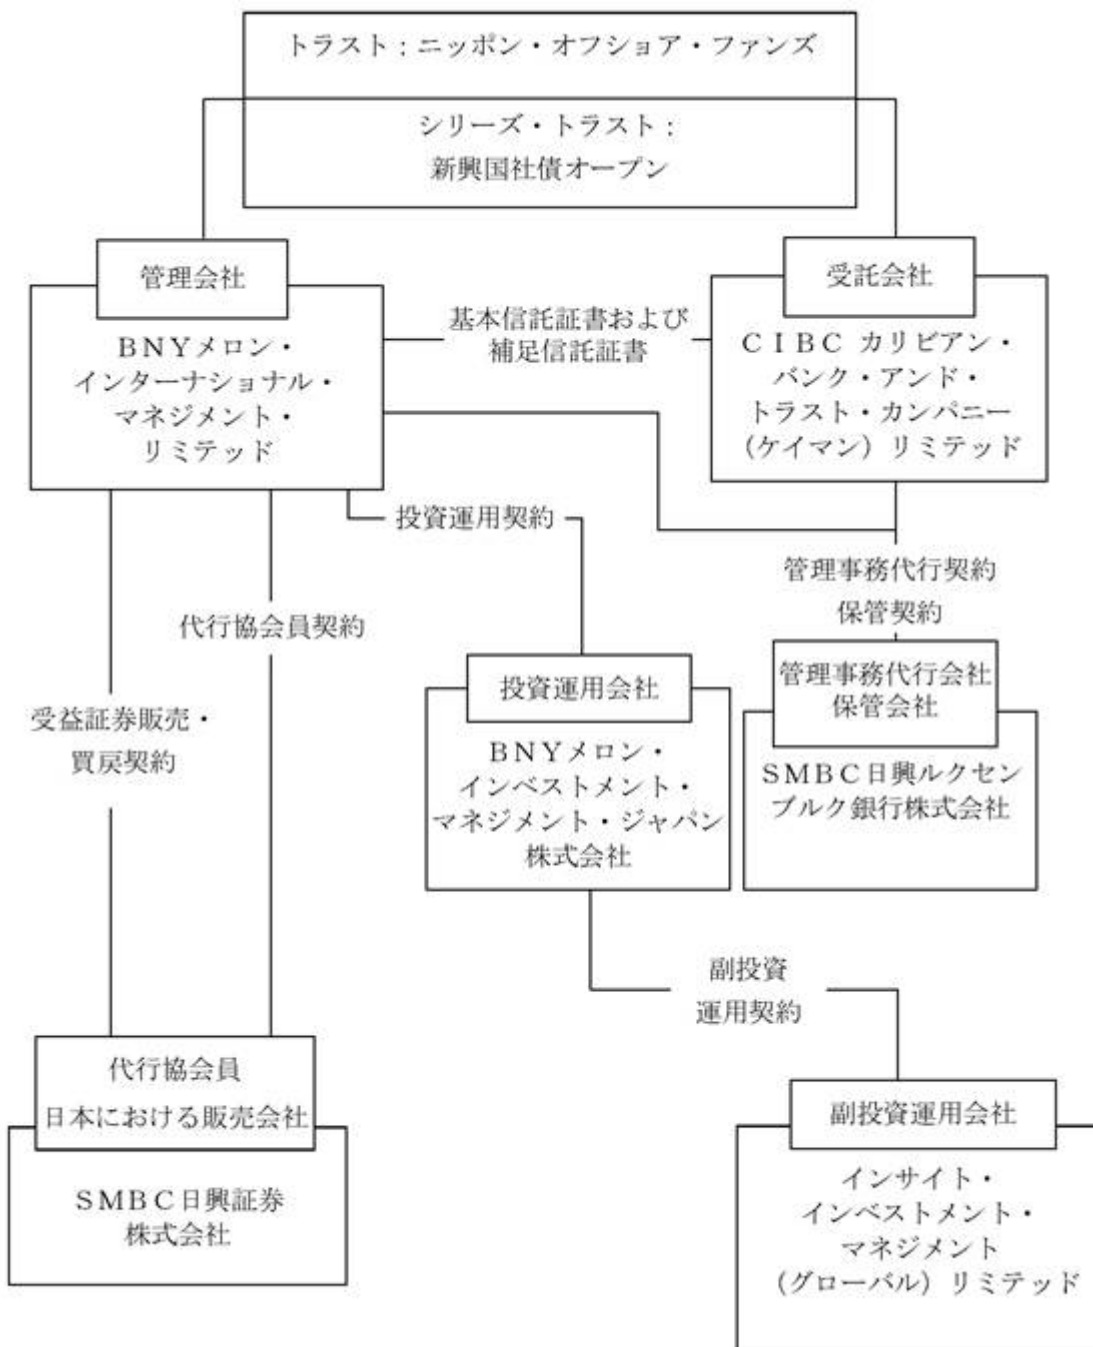 トラスト：ニッポン・オフショア・ファンズ
シリーズ・トラスト：
新興国社債オープン
管理会社
ＢＮＹメロン・
インターナショナル・
マネジメント・
リミテッド
基本信託証書および
補足信託証書
受託会社
ＣＩＢＣ カリビアン・
バンク・アンド・
トラスト・カンパニー
（ケイマン）リミテッド
投資運用契約
管理事務代行契約
保管契約
代行協会員契約
受益証券販売・
買戻契約
投資運用会社
ＢＮＹメロン・
インベストメント・
マネジメント・ジャパン
株式会社
管理事務代行会社
保管会社
ＳＭＢＣ日興ルクセン
ブルク銀行株式会社
副投資
運用契約
代行協会員
日本における販売会社
ＳＭＢＣ日興証券
株式会社
副投資運用会社
インサイト・
インベストメント・
マネジメント
（グローバル）リミテッド